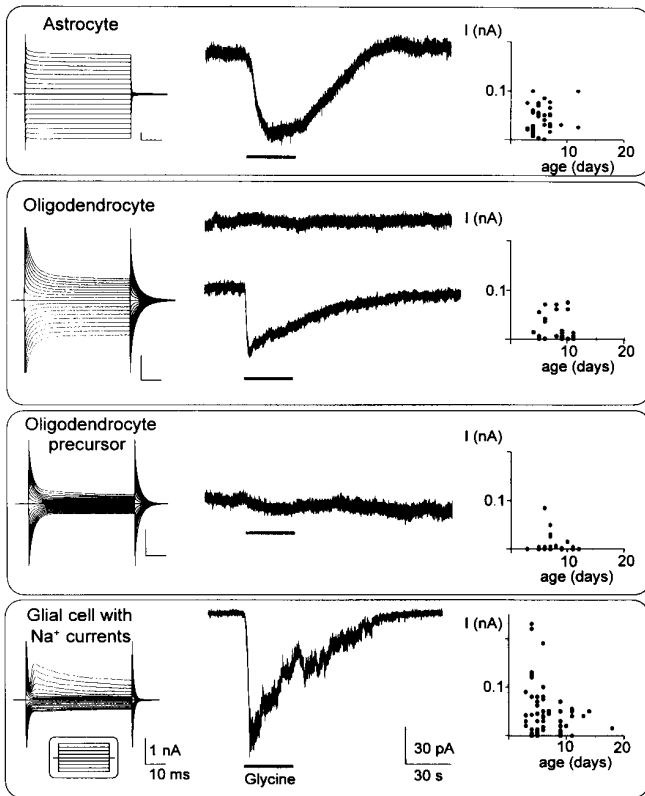 Astrocyte
I (nA)
0.1
10
20
age (days)
Oligodendrocyte
I (nA)
0.1
10
20
age (days)
Oligodendrocyte
precursor
I (nA)
0.1
10
20
age (days)
Glial cell with
Na⁺ currents
I (nA)
0.1
10
20
age (days)
1 nA
10 ms
Glycine
30 pA
30 s